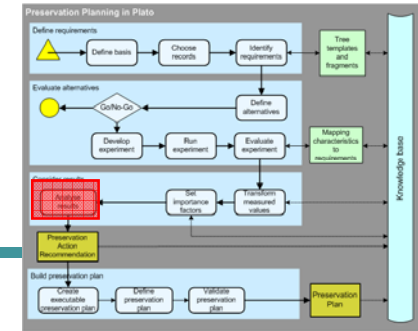 Preservation Planning in Plato
Define requirements
Define basis
Choose
records
Identify
requirements
Tree
templates
and
fragments
Evaluate alternatives
Go/No-Go
Define
alternatives
Develop
experiment
Run
experiment
Evaluate
experiment
Mapping
characteristics
to
requirements
Knowledge base
Consider results
Analyse
results
Set
importance
factors
Transform
measured
values
Preservation
Action
Recommendation
Build preservation plan
Create
executable
preservation plan
Define
preservation
plan
Validate
preservation
plan
Preservation
Plan